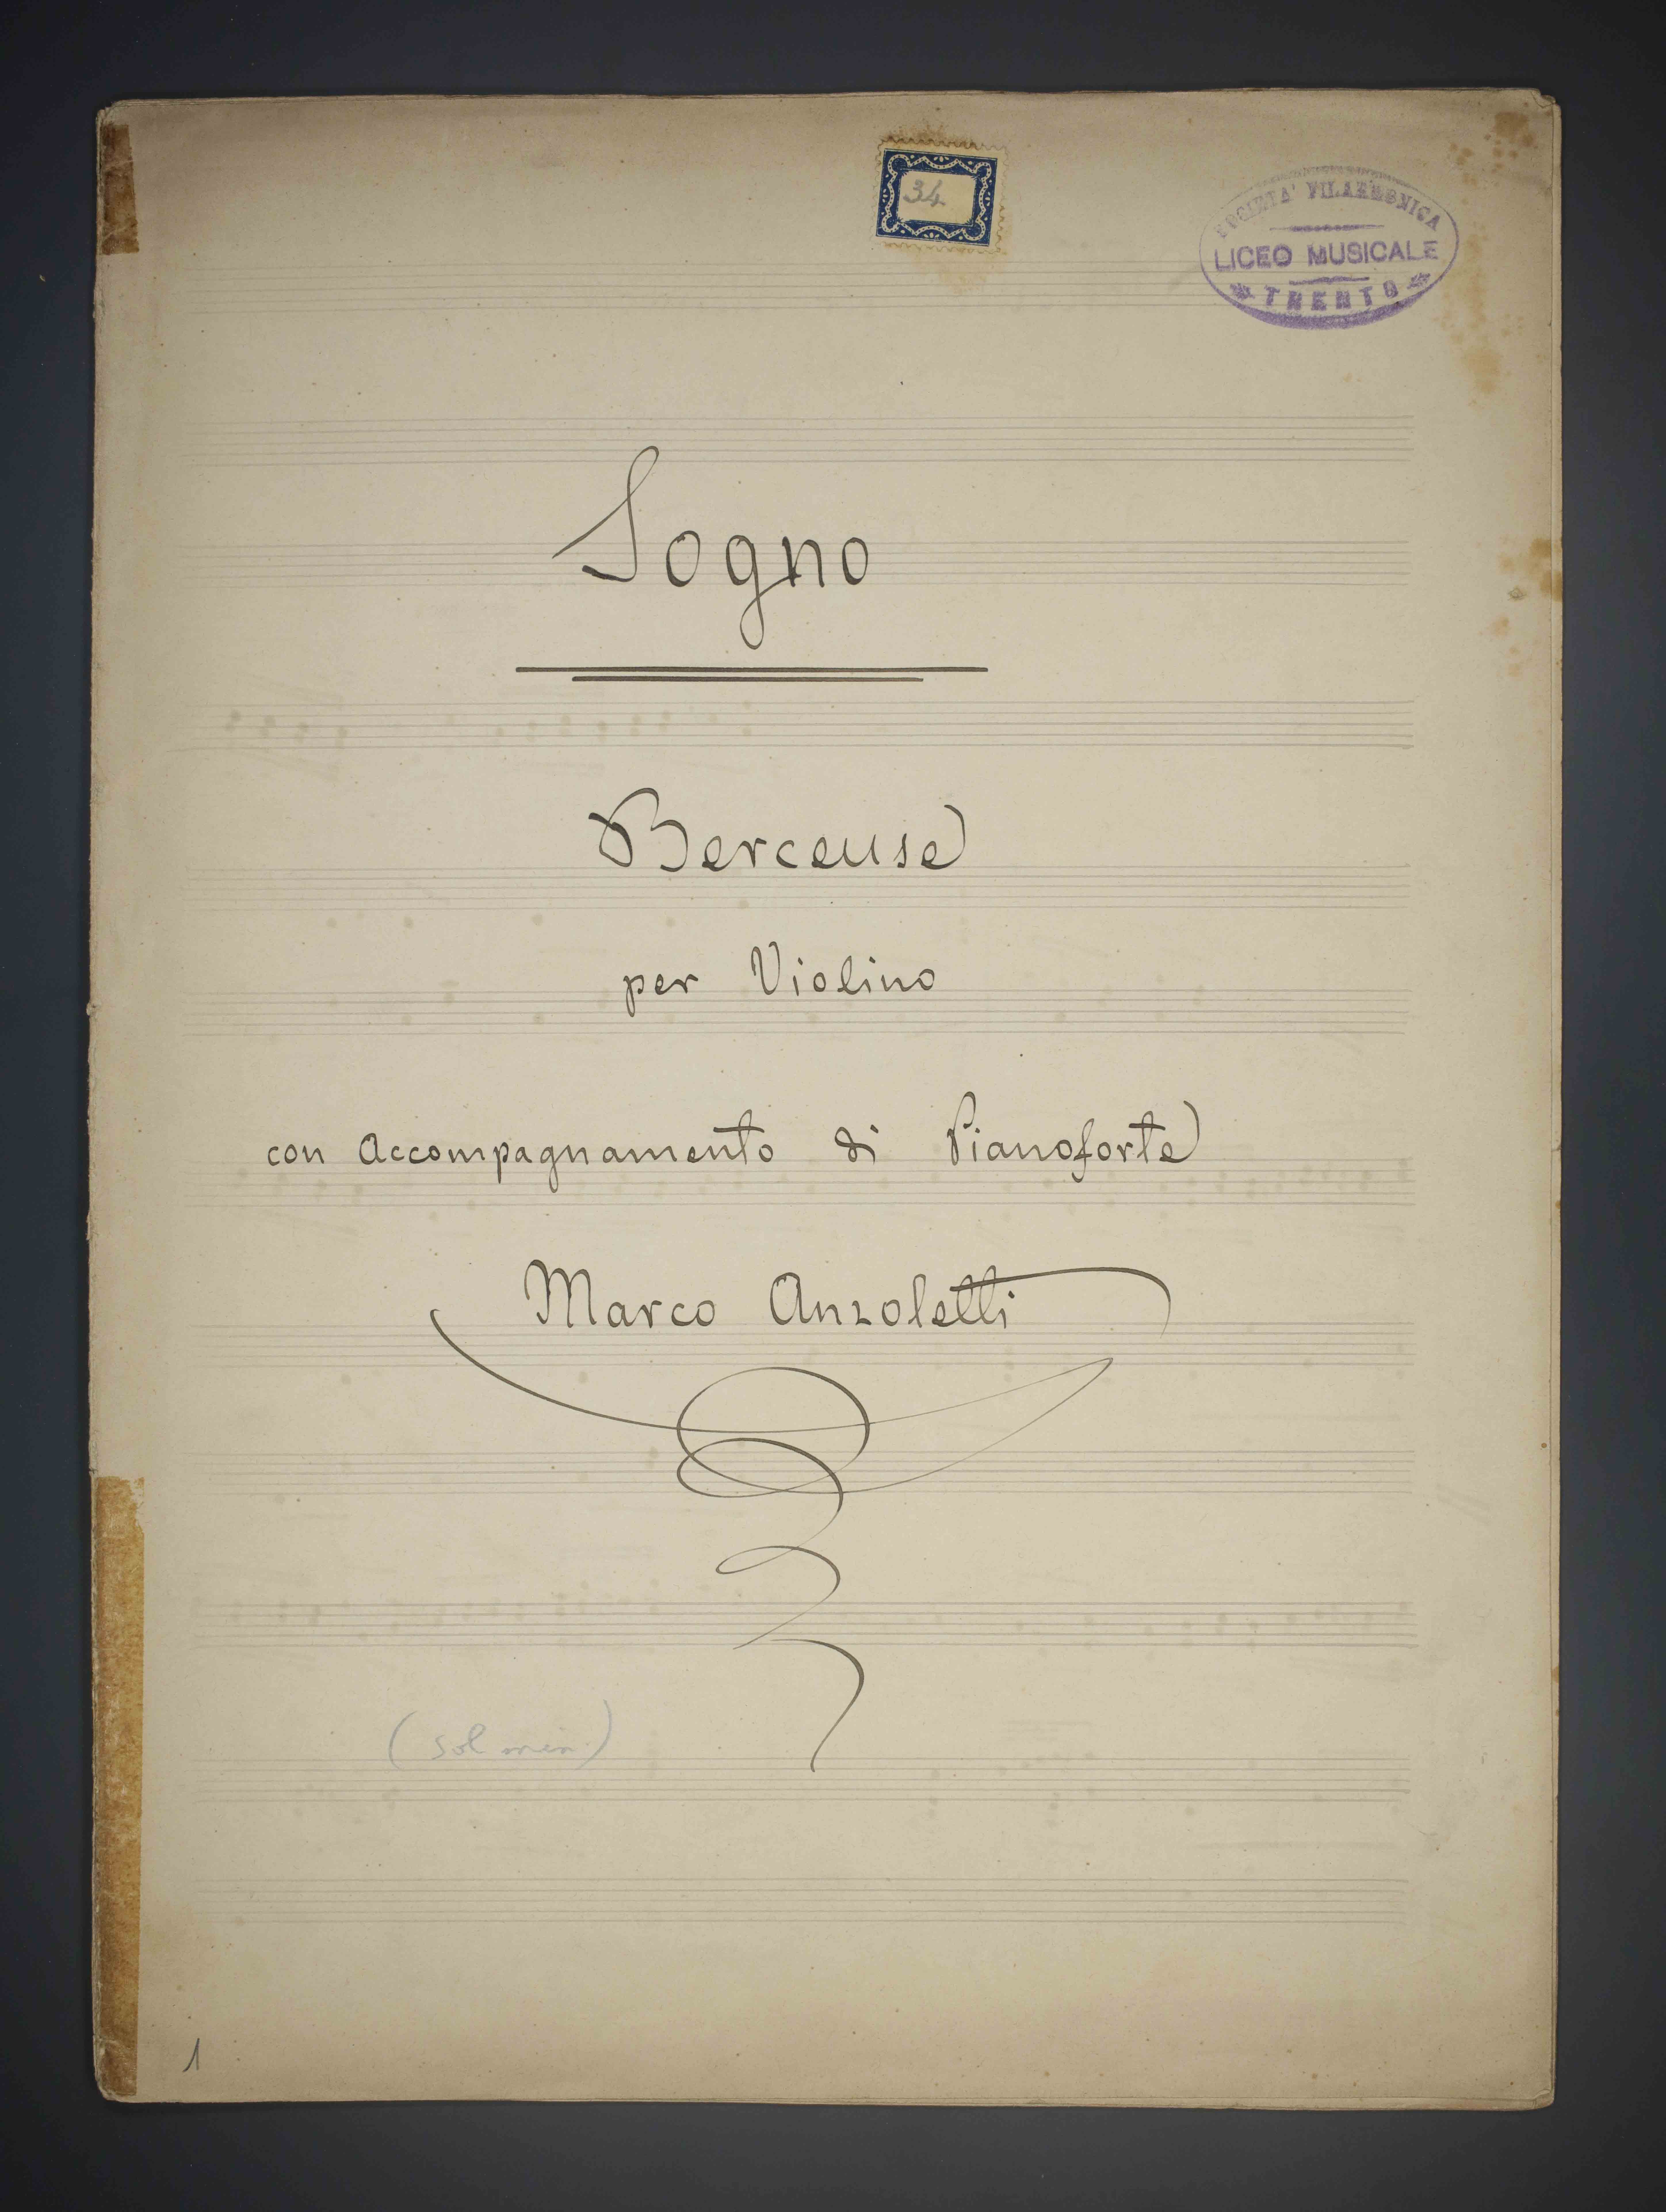 34
SOCIETA' FILARMONICA
LICEO MUSICALE
TRENTO
Sogno
Berceuse
per Violino
con Accompagnamento di Pianoforte
Marco Anzoletti
(sol min)
1